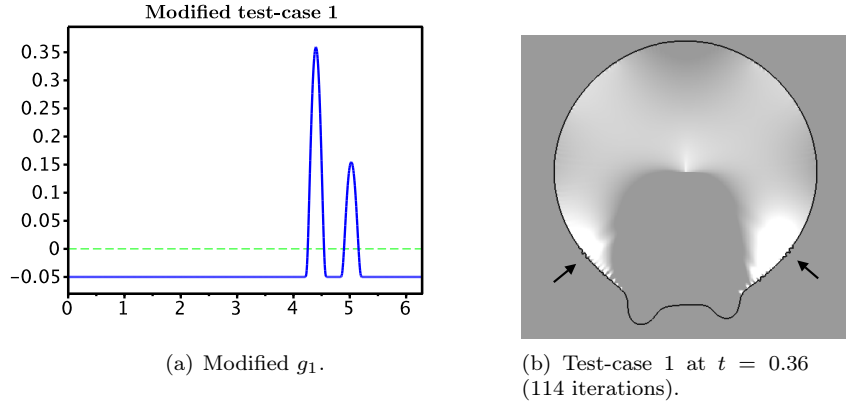 Modified test-case 1
0.35
0.3
0.25
0.2
0.15
0.1
0.05
0
−0.05
0 1 2 3 4 5 6
(a) Modified g₁.
(b) Test-case 1 at t = 0.36
(114 iterations).